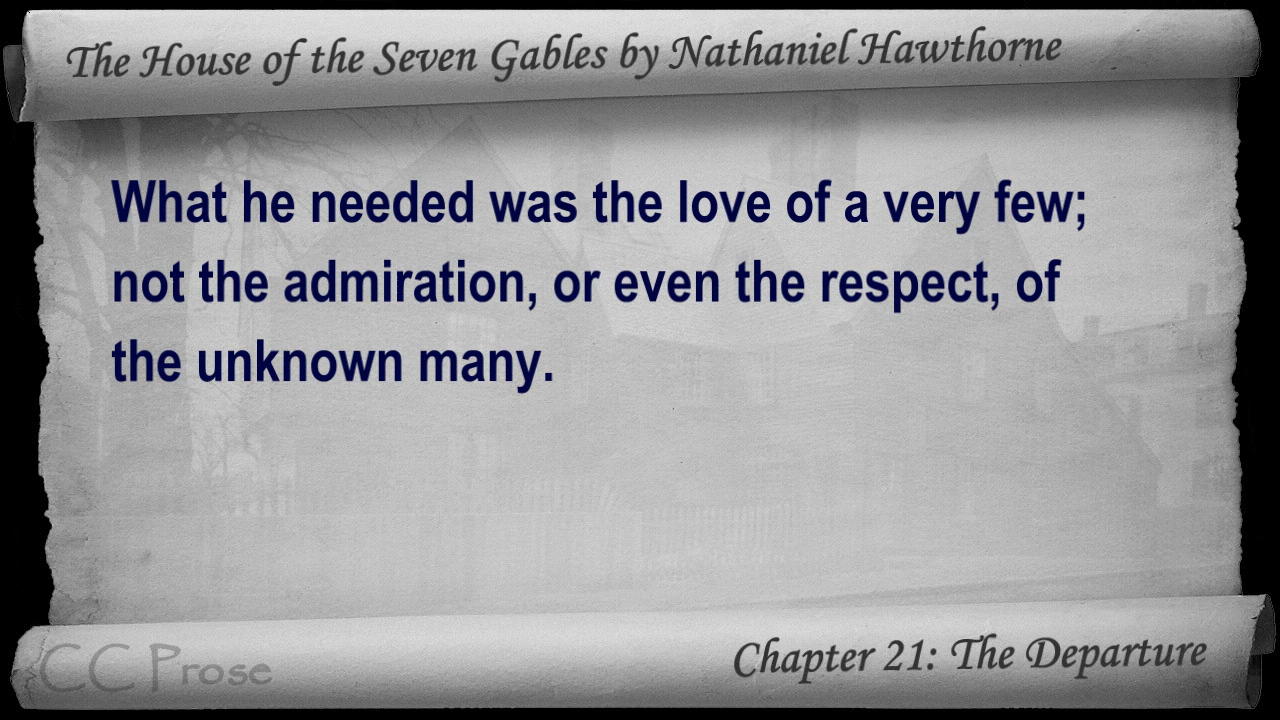 The House of the Seven Gables by Nathaniel Hawthorne
What he needed was the love of a very few;
not the admiration, or even the respect, of
the unknown many.
CC Prose
Chapter 21: The Departure